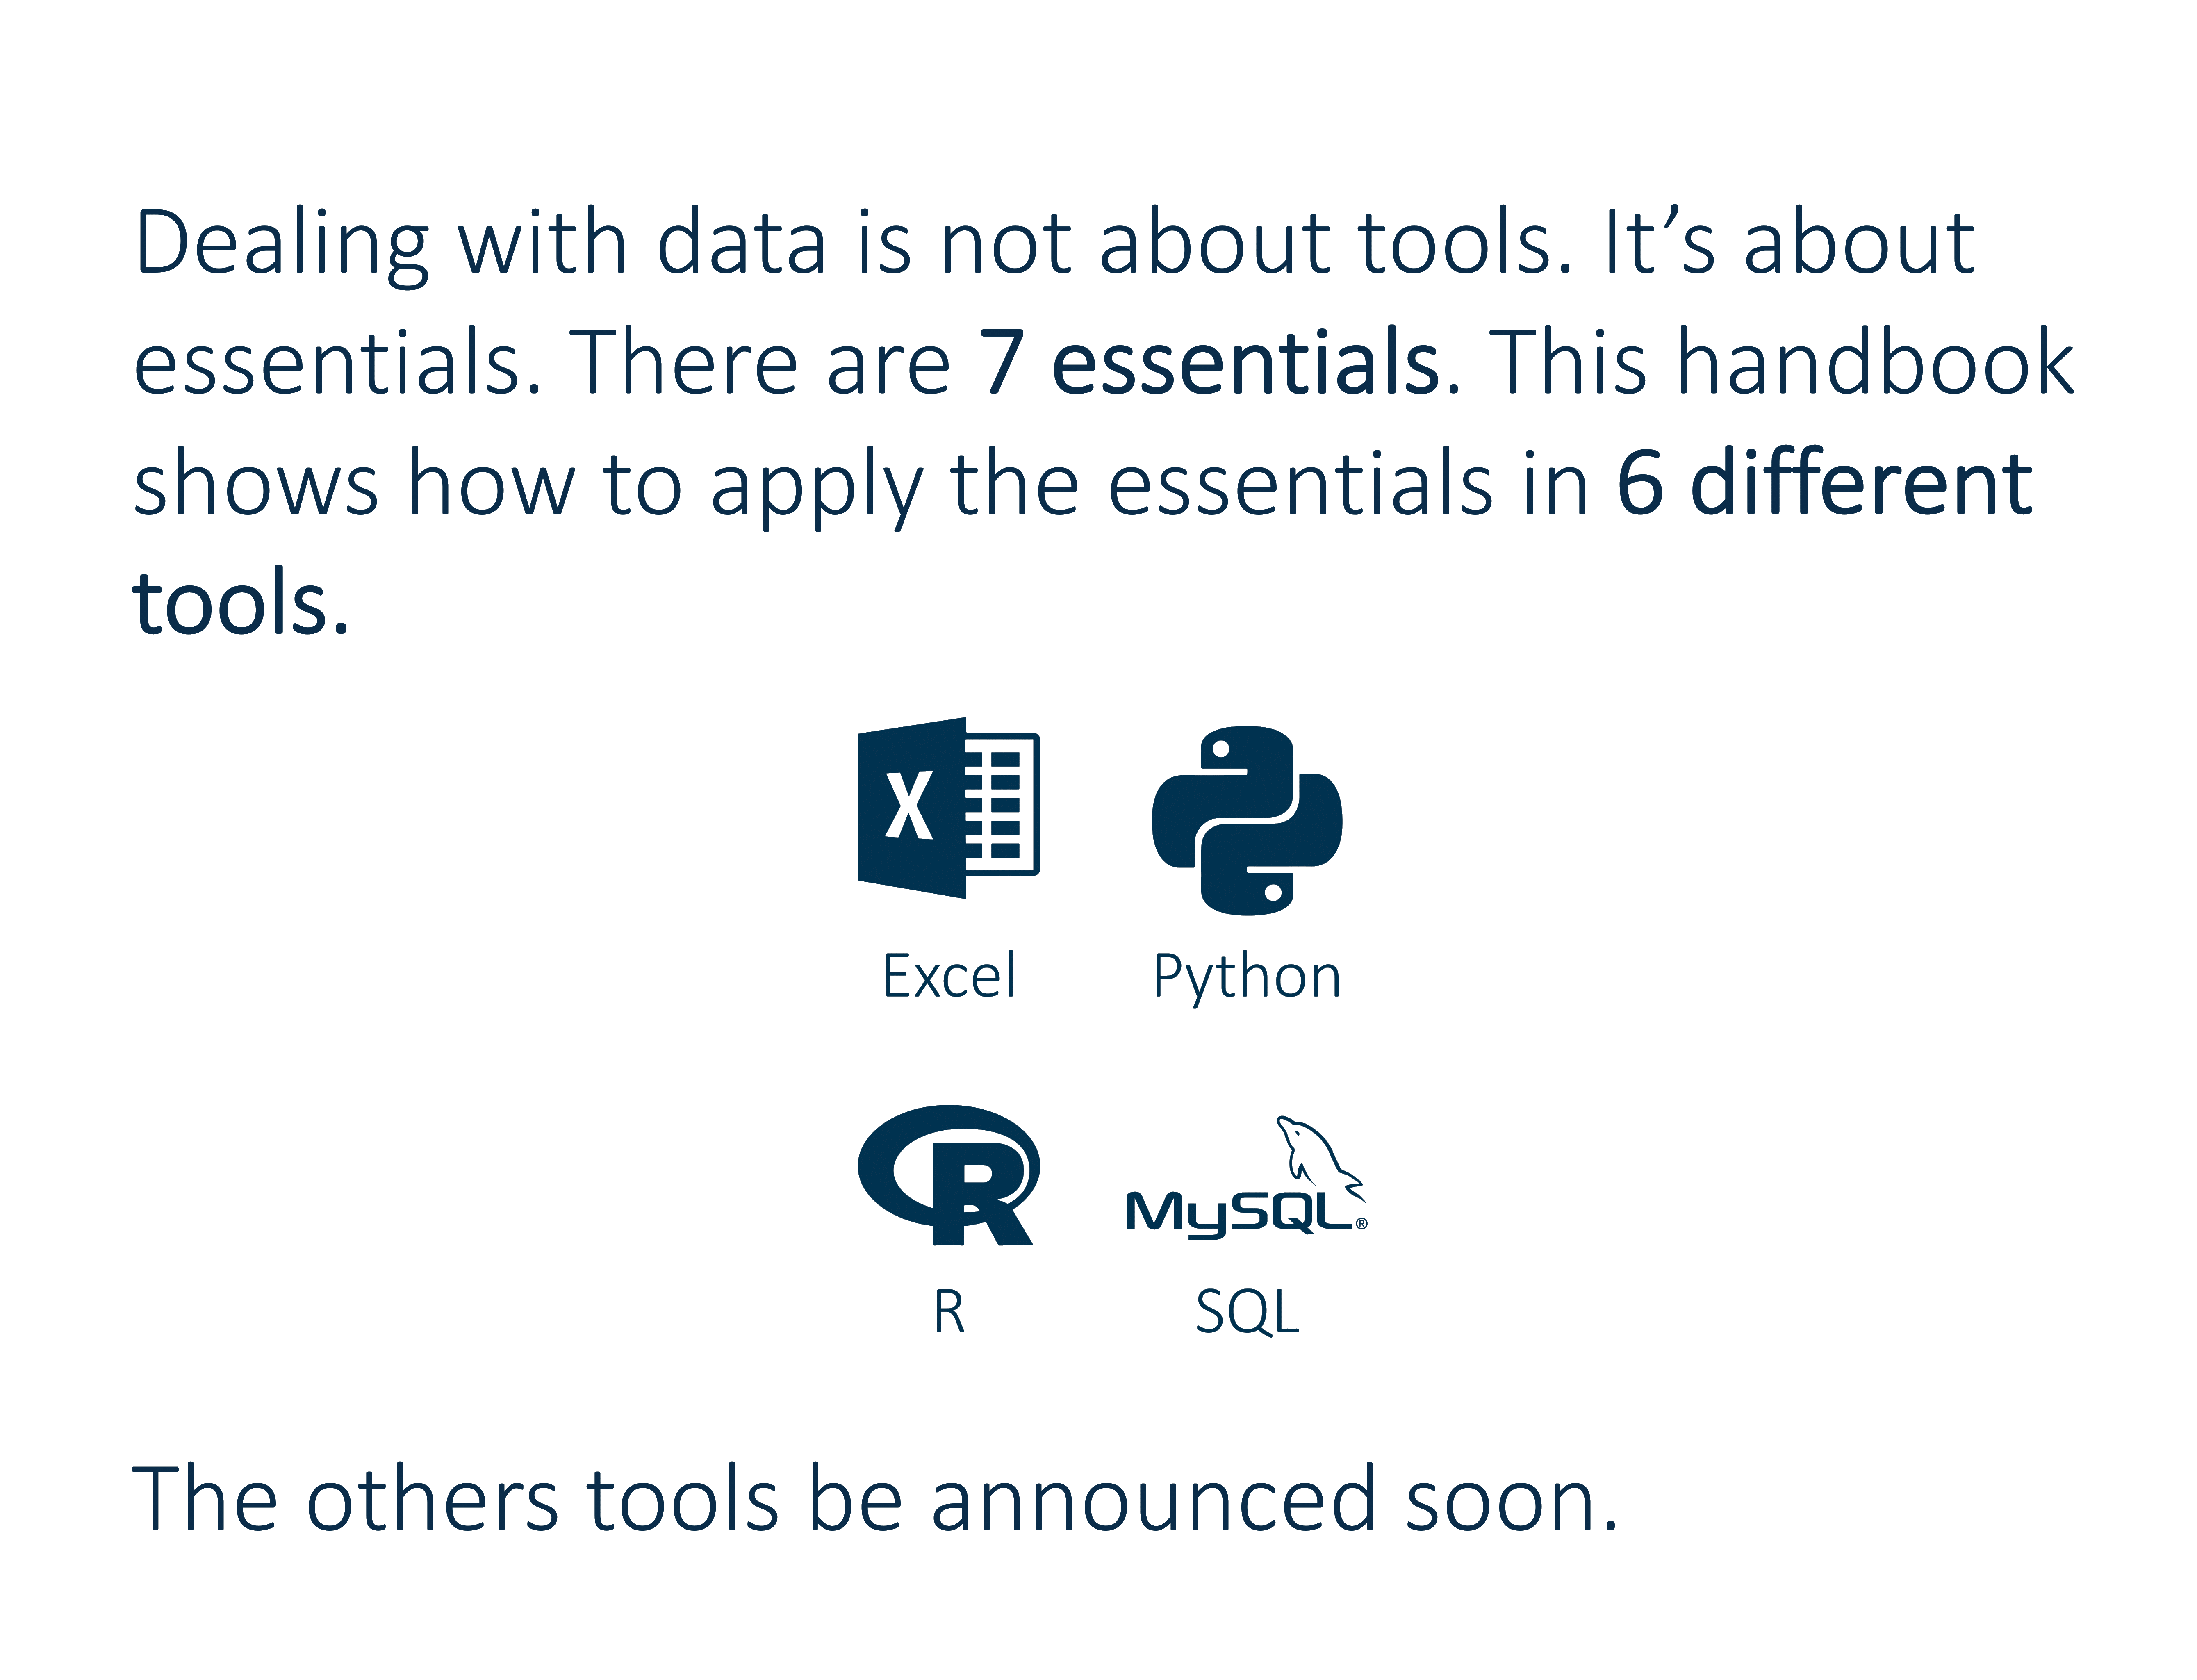 Dealing with data is not about tools. It’s about
essentials. There are 7 essentials. This handbook
shows how to apply the essentials in 6 different
tools.
X
Excel
Python
R
MySQL®
R
SQL
The others tools be announced soon.